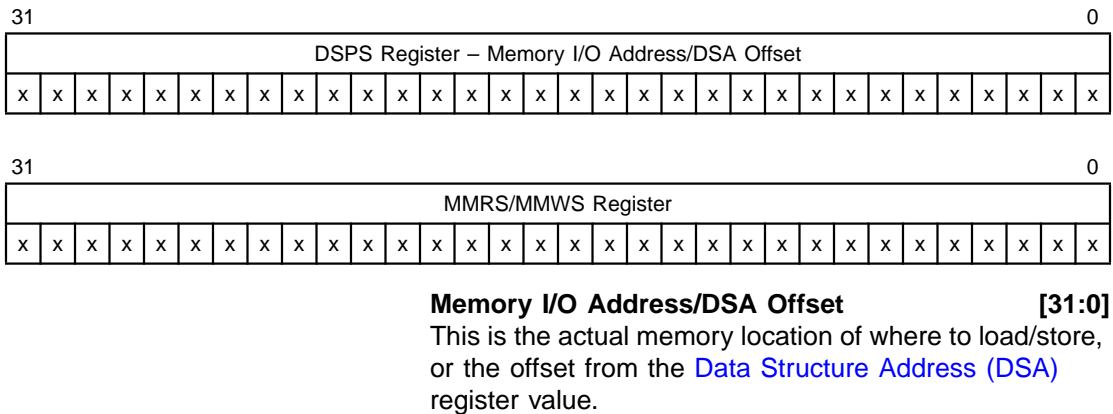 31 0
DSPS Register – Memory I/O Address/DSA Offset
x x x x x x x x x x x x x x x x x x x x x x x x x x x x x x x x
31 0
MMRS/MMWS Register
x x x x x x x x x x x x x x x x x x x x x x x x x x x x x x x x
Memory I/O Address/DSA Offset [31:0]
This is the actual memory location of where to load/store,
or the offset from the Data Structure Address (DSA)
register value.